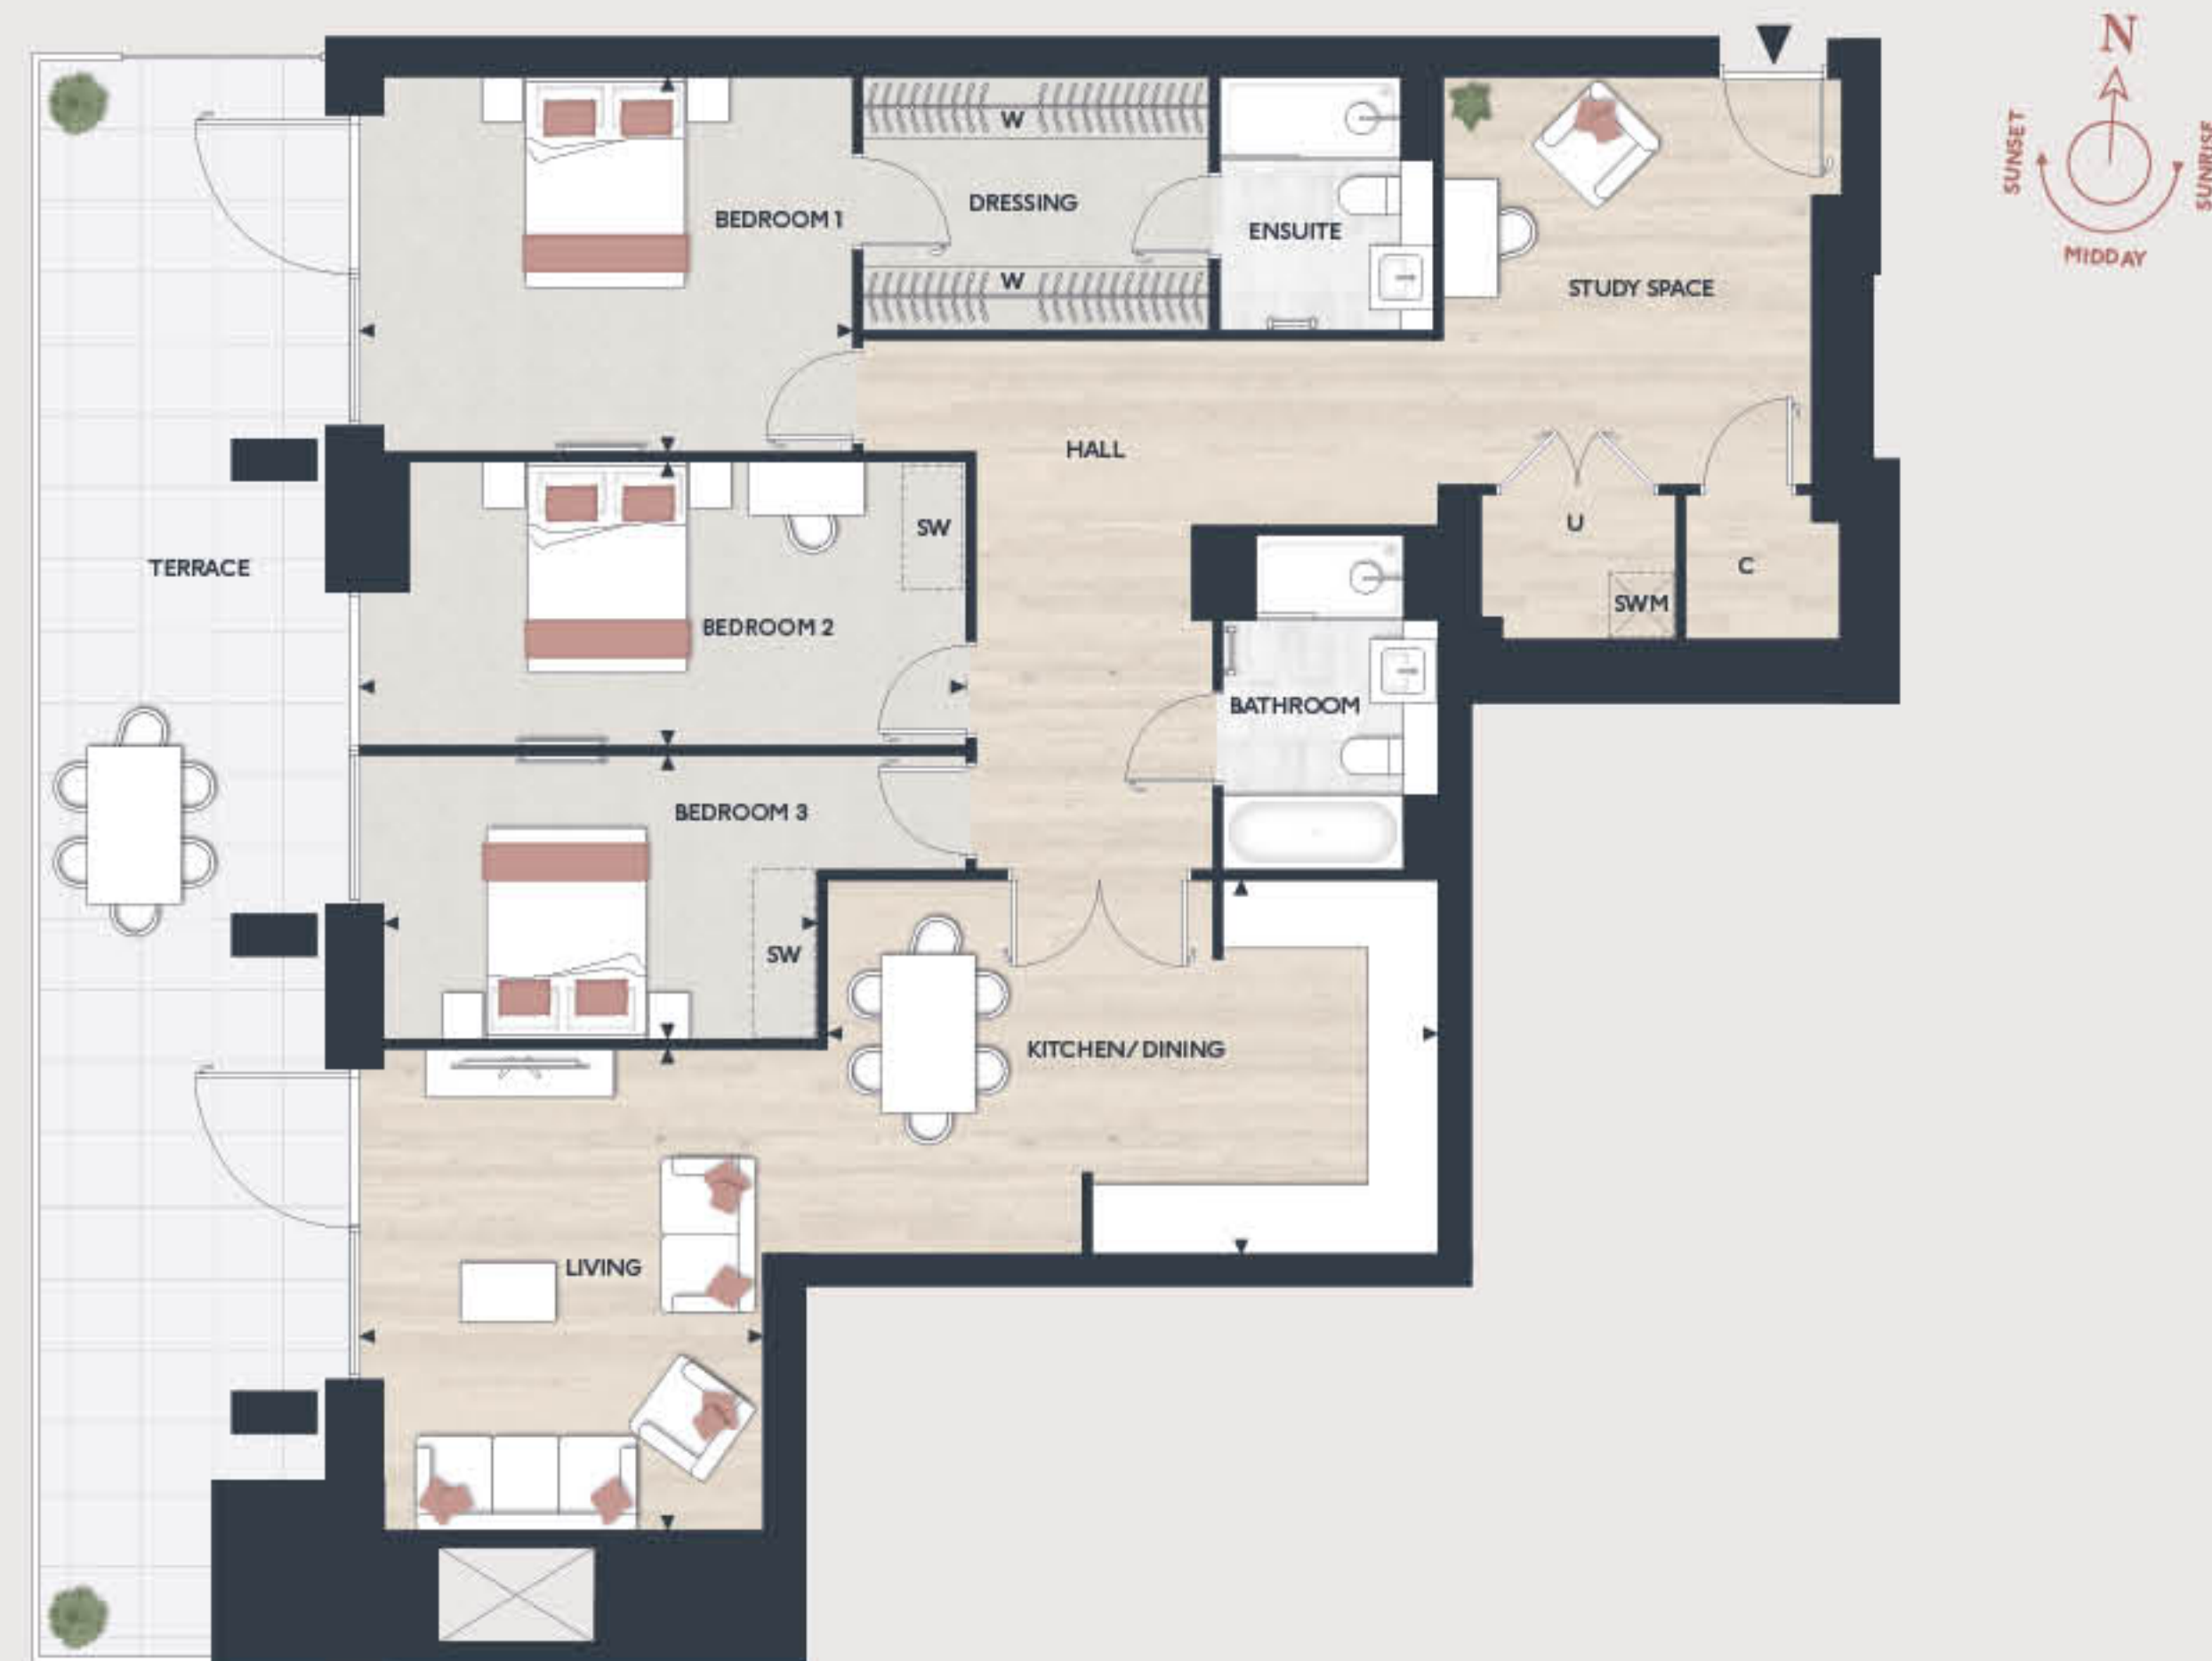 N
SUNSET
SUNRISE
MIDDAY
W
DRESSING
BEDROOM 1
ENSUITE
W
STUDY SPACE
HALL
SW
U
TERRACE
C
SWM
BEDROOM 2
BATHROOM
BEDROOM 3
SW
KITCHEN/ DINING
LIVING